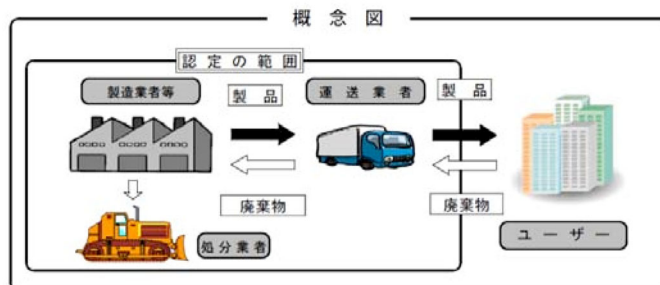 概念図
認定の範囲
製造業者等
製品
運送業者
製品
廃棄物
廃棄物
処分業者
ユーザー